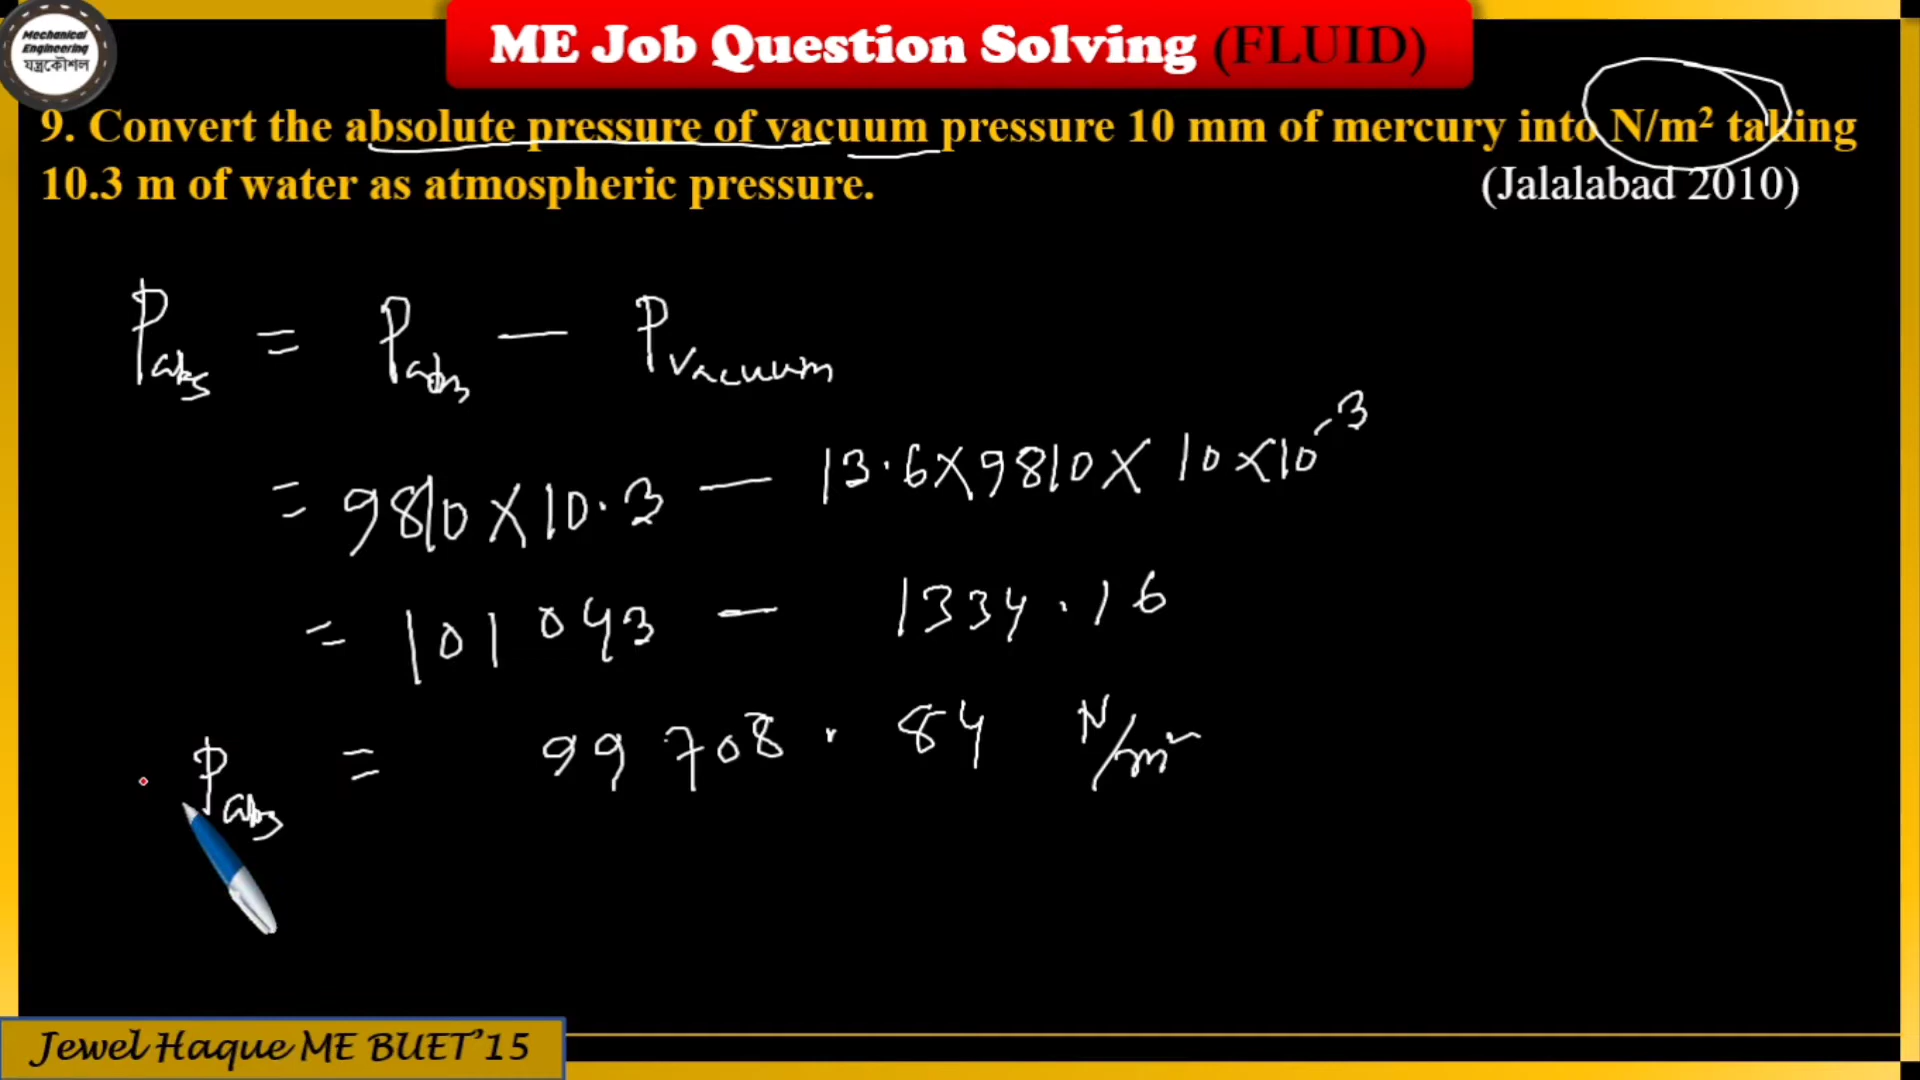 Mechanical
Engineering
যন্ত্রকৌশল
ME Job Question Solving (FLUID)
9. Convert the absolute pressure of vacuum pressure 10 mm of mercury into N/m² taking
10.3 m of water as atmospheric pressure. (Jalalabad 2010)
Pabs = Patm − Pvacuum
= 9810 × 10.3 − 13.6 × 9810 × 10 × 10⁻³
= 101043 − 1334.16
Pabs = 99708.84 N/m²
Jewel Haque ME BUET’15